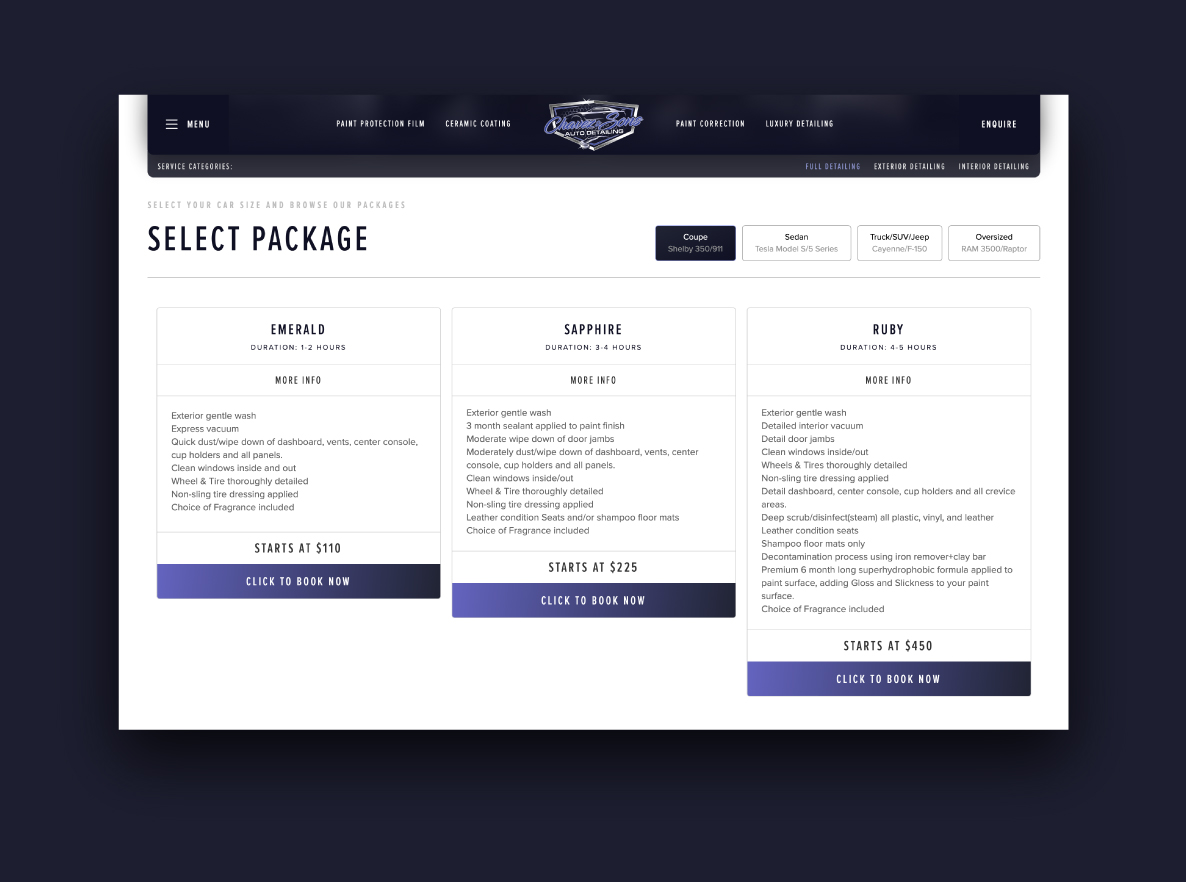 MENU
PAINT PROTECTION FILM
CERAMIC COATING
Chavez & Sons
AUTO DETAILING
PAINT CORRECTION
LUXURY DETAILING
ENQUIRE
SERVICE CATEGORIES:
FULL DETAILING
EXTERIOR DETAILING
INTERIOR DETAILING
SELECT YOUR CAR SIZE AND BROWSE OUR PACKAGES
SELECT PACKAGE
Coupe
Shelby 350/911
Sedan
Tesla Model S/5 Series
Truck/SUV/Jeep
Cayenne/F-150
Oversized
RAM 3500/Raptor
EMERALD
DURATION: 1-2 HOURS
MORE INFO
Exterior gentle wash
Express vacuum
Quick dust/wipe down of dashboard, vents, center console,
cup holders and all panels.
Clean windows inside and out
Wheel & Tire thoroughly detailed
Non-sling tire dressing applied
Choice of Fragrance included
STARTS AT $110
CLICK TO BOOK NOW
SAPPHIRE
DURATION: 3-4 HOURS
MORE INFO
Exterior gentle wash
3 month sealant applied to paint finish
Moderate wipe down of door jambs
Moderately dust/wipe down of dashboard, vents, center
console, cup holders and all panels.
Clean windows inside/out
Wheel & Tire thoroughly detailed
Non-sling tire dressing applied
Leather condition Seats and/or shampoo floor mats
Choice of Fragrance included
STARTS AT $225
CLICK TO BOOK NOW
RUBY
DURATION: 4-5 HOURS
MORE INFO
Exterior gentle wash
Detailed interior vacuum
Detail door jambs
Clean windows inside/out
Wheels & Tires thoroughly detailed
Non-sling tire dressing applied
Detail dashboard, center console, cup holders and all crevice
areas.
Deep scrub/disinfect(steam) all plastic, vinyl, and leather
Leather condition seats
Shampoo floor mats only
Decontamination process using iron remover+clay bar
Premium 6 month long superhydrophobic formula applied to
paint surface, adding Gloss and Slickness to your paint
surface.
Choice of Fragrance included
STARTS AT $450
CLICK TO BOOK NOW